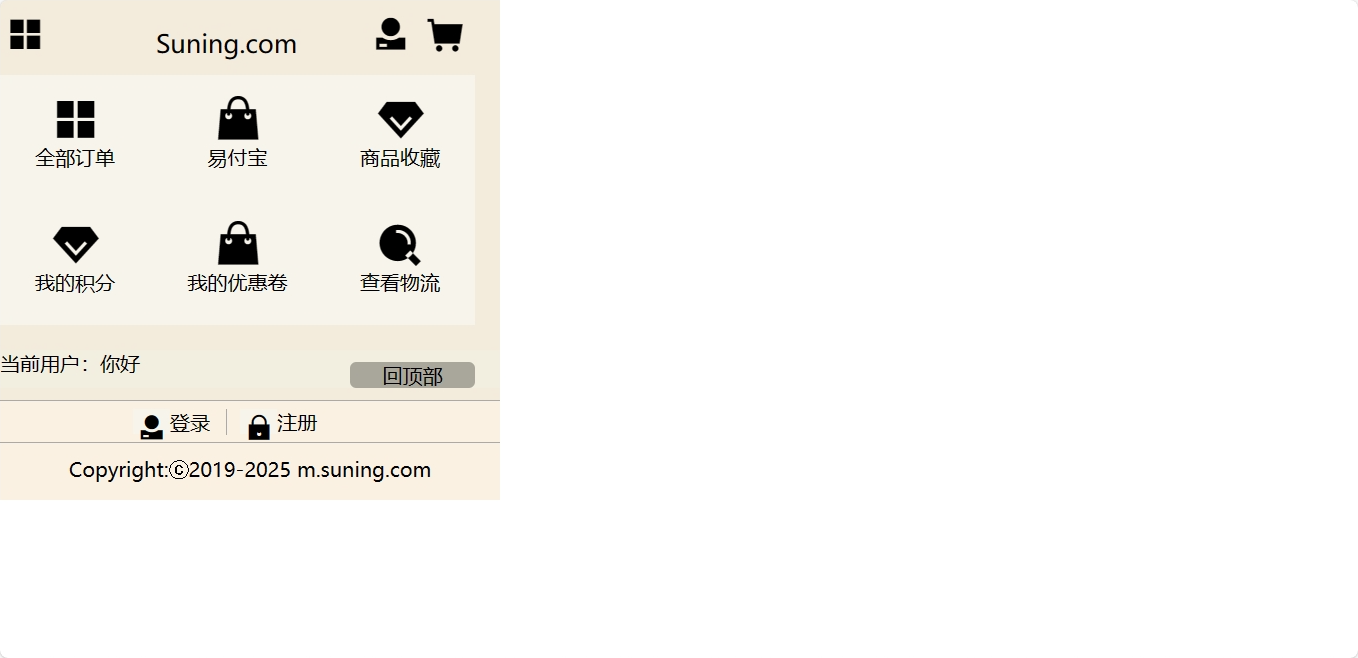 Suning.com
全部订单 易付宝 商品收藏
我的积分 我的优惠卷 查看物流
当前用户：你好
回顶部
登录 注册
Copyright:ⓒ2019-2025 m.suning.com